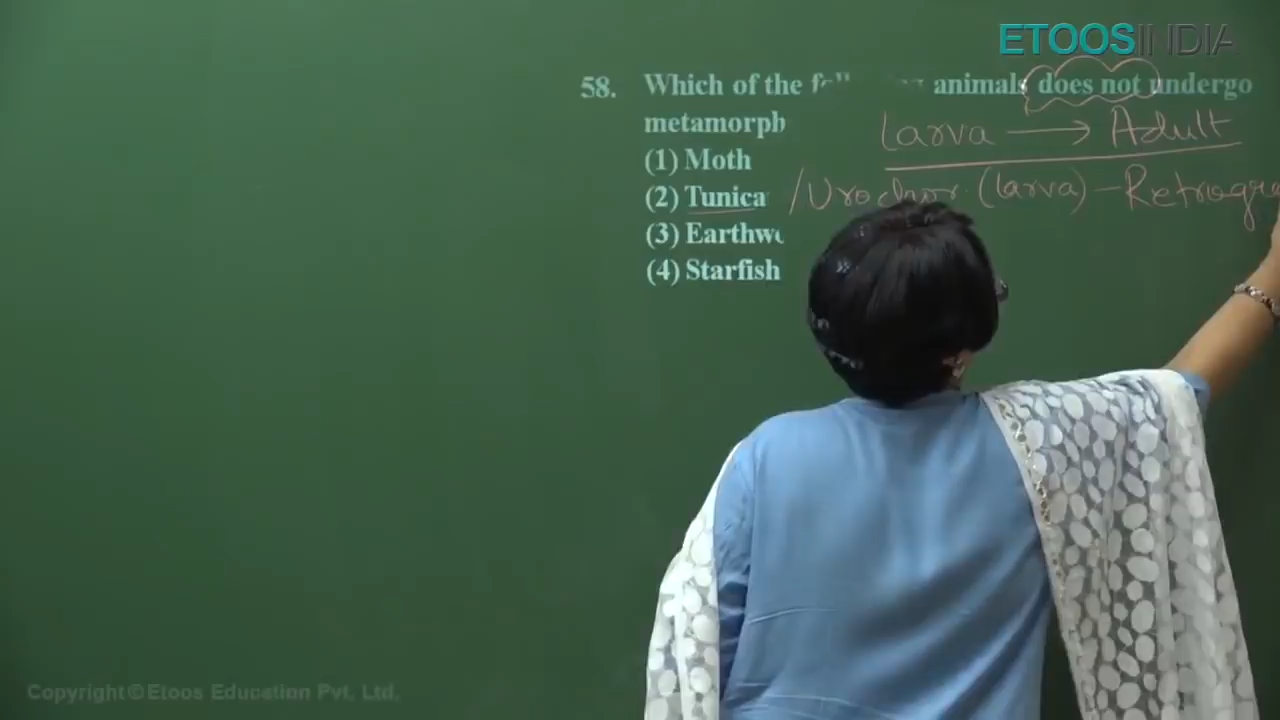 ETOOSINDIA
58. Which of the animals does not undergo
metamorph
Larva → Adult
(1) Moth
(2) Tunica /Urochor. (larva) - Retrogre
(3) Earthwo
(4) Starfish
Copyright©Etoos Education Pvt. Ltd.